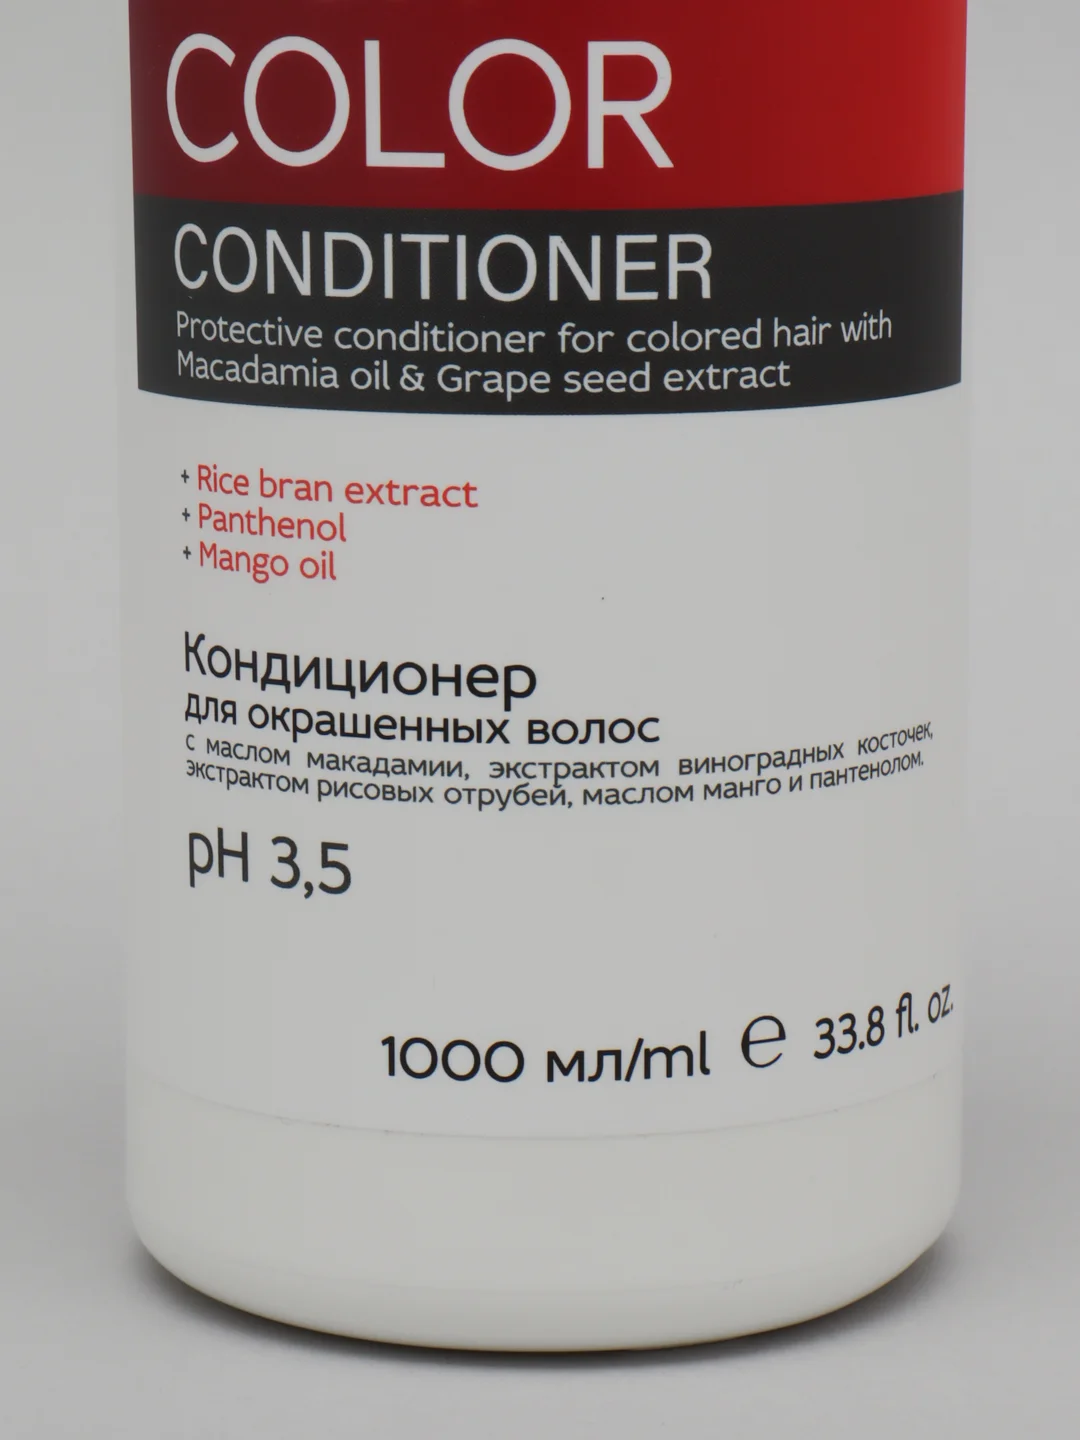 COLOR
CONDITIONER
Protective conditioner for colored hair with
Macadamia oil & Grape seed extract
+ Rice bran extract
+ Panthenol
+ Mango oil
Кондиционер
для окрашенных волос
с маслом макадамии, экстрактом виноградных косточек,
экстрактом рисовых отрубей, маслом манго и пантенолом.
pH 3,5
1000 мл/ml ℮ 33.8 fl. oz.